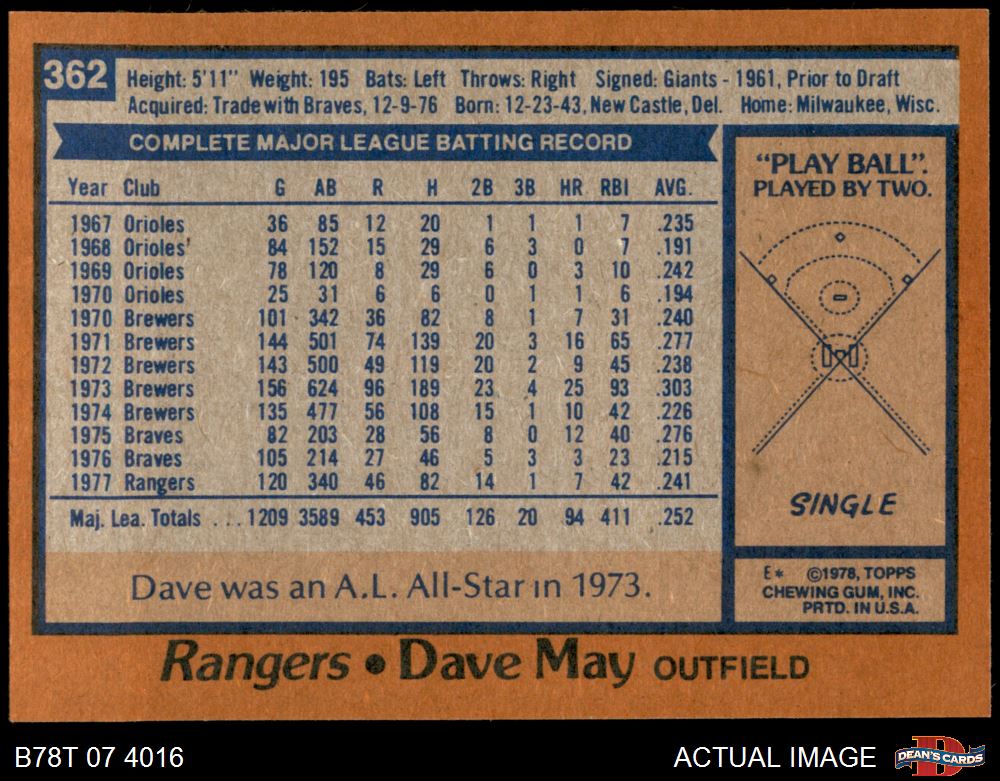 362
Height: 5'11" Weight: 195 Bats: Left Throws: Right Signed: Giants - 1961, Prior to Draft
Acquired: Trade with Braves, 12-9-76 Born: 12-23-43, New Castle, Del. Home: Milwaukee, Wisc.
COMPLETE MAJOR LEAGUE BATTING RECORD
Year Club G AB R H 2B 3B HR RBI AVG.
1967 Orioles 36 85 12 20 1 1 1 7 .235
1968 Orioles' 84 152 15 29 6 3 0 7 .191
1969 Orioles 78 120 8 29 6 0 3 10 .242
1970 Orioles 25 31 6 6 0 1 1 6 .194
1970 Brewers 101 342 36 82 8 1 7 31 .240
1971 Brewers 144 501 74 139 20 3 16 65 .277
1972 Brewers 143 500 49 119 20 2 9 45 .238
1973 Brewers 156 624 96 189 23 4 25 93 .303
1974 Brewers 135 477 56 108 15 1 10 42 .226
1975 Braves 82 203 28 56 8 0 12 40 .276
1976 Braves 105 214 27 46 5 3 3 23 .215
1977 Rangers 120 340 46 82 14 1 7 42 .241
Maj. Lea. Totals ... 1209 3589 453 905 126 20 94 411 .252
Dave was an A.L. All-Star in 1973.
"PLAY BALL".
PLAYED BY TWO.
SINGLE
E* ©1978, TOPPS
CHEWING GUM, INC.
PRTD. IN U.S.A.
Rangers • Dave May OUTFIELD
B78T 07 4016
ACTUAL IMAGE
D
DEAN'S CARDS